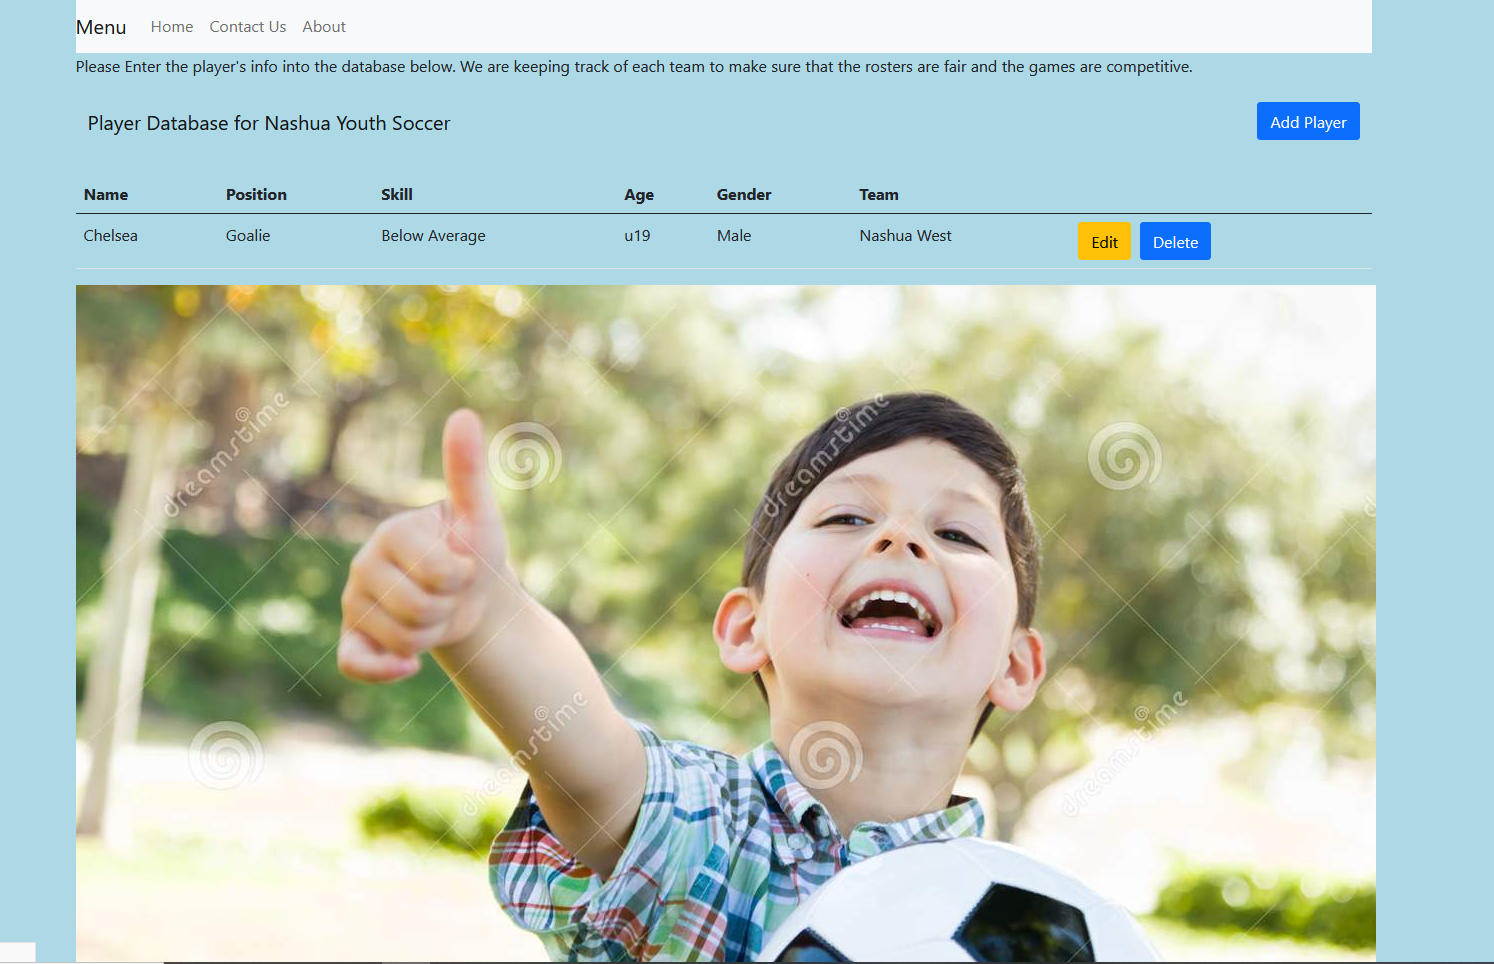 Menu Home Contact Us About
Please Enter the player's info into the database below. We are keeping track of each team to make sure that the rosters are fair and the games are competitive.
Player Database for Nashua Youth Soccer Add Player
Name Position Skill Age Gender Team
Chelsea Goalie Below Average u19 Male Nashua West Edit Delete
dreamstime
dreamstime
dreamstime
dreamstime